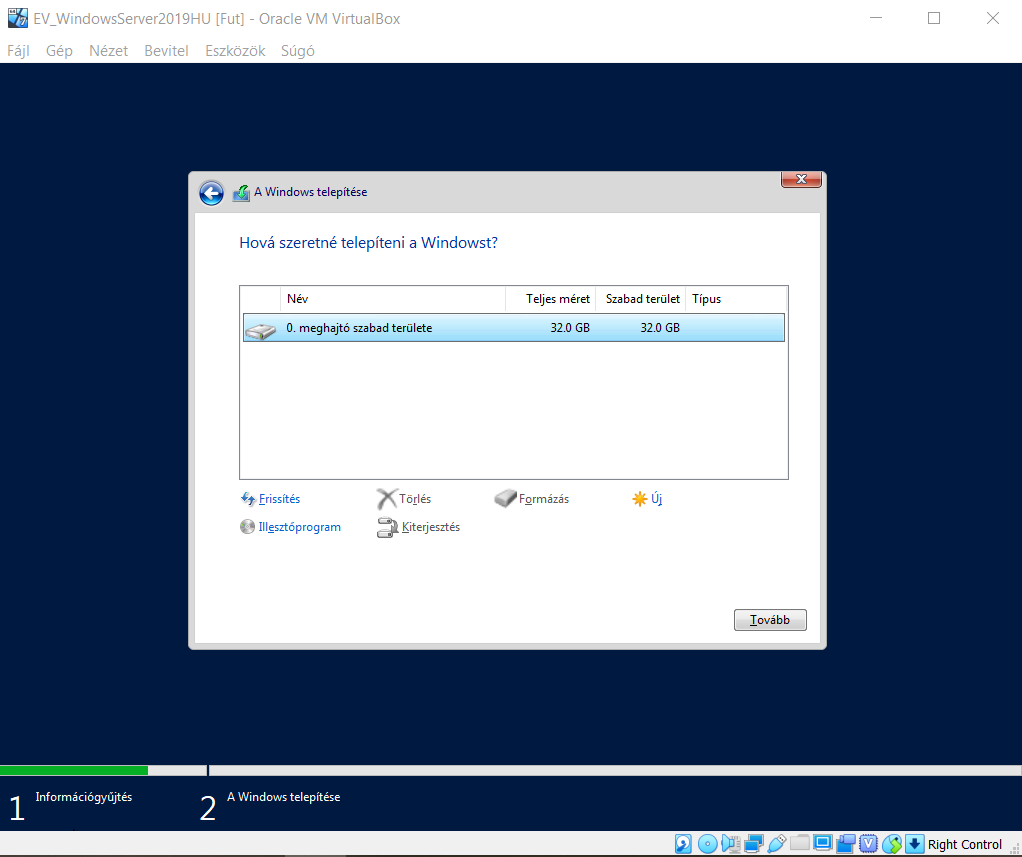 EV_WindowsServer2019HU [Fut] - Oracle VM VirtualBox
Fájl Gép Nézet Bevitel Eszközök Súgó
A Windows telepítése
Hová szeretné telepíteni a Windowst?
Név Teljes méret Szabad terület Típus
0. meghajtó szabad területe 32.0 GB 32.0 GB
Frissítés Törlés Formázás Új
Illesztőprogram Kiterjesztés
Tovább
1 Információgyűjtés 2 A Windows telepítése
Right Control